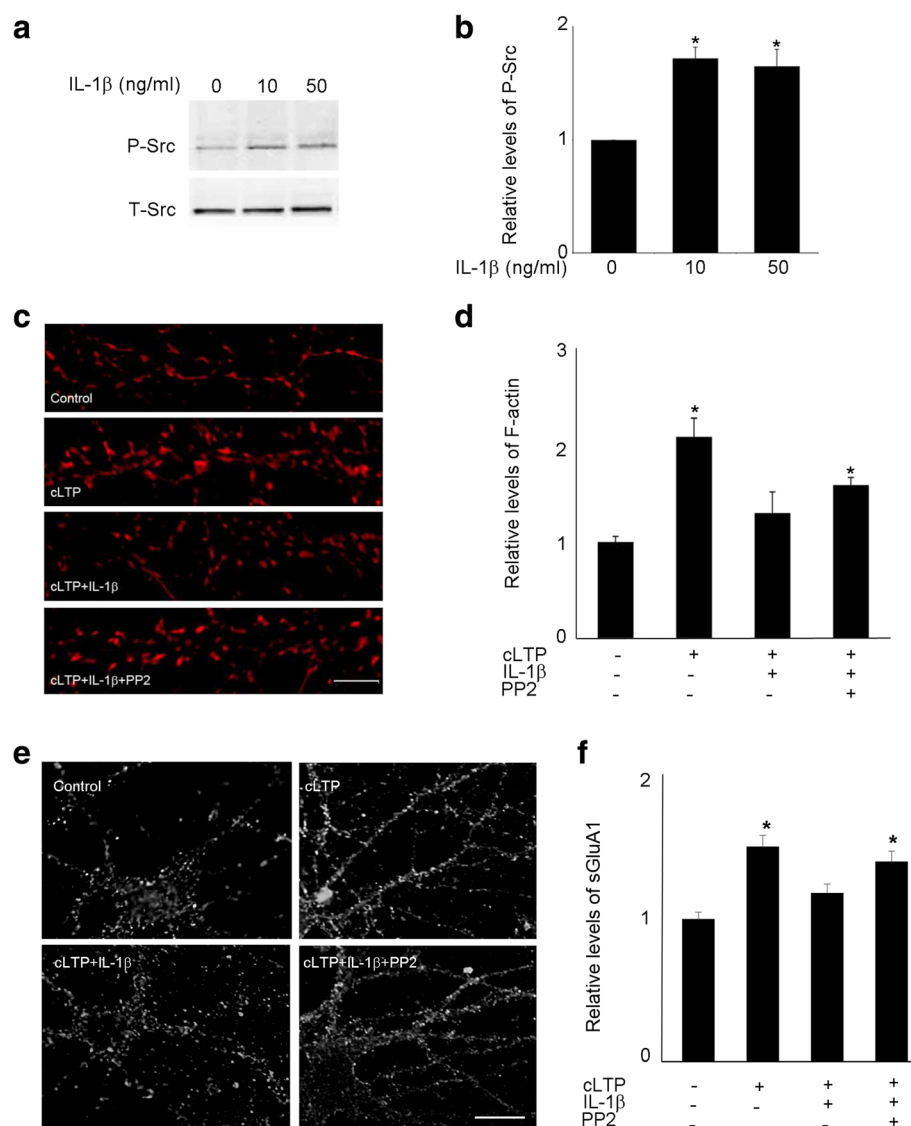 a
IL-1β (ng/ml) 0 10 50
P-Src
T-Src
b
Relative levels of P-Src
2
1
0
* *
IL-1β (ng/ml) 0 10 50
c
Control
cLTP
cLTP+IL-1β
cLTP+IL-1β+PP2
d
Relative levels of F-actin
3
2
1
0
* *
cLTP - + + +
IL-1β - - + +
PP2 - - - +
e
Control
cLTP
cLTP+IL-1β
cLTP+IL-1β+PP2
f
Relative levels of sGluA1
2
1
0
* *
cLTP - + + +
IL-1β - - + +
PP2 - - - +